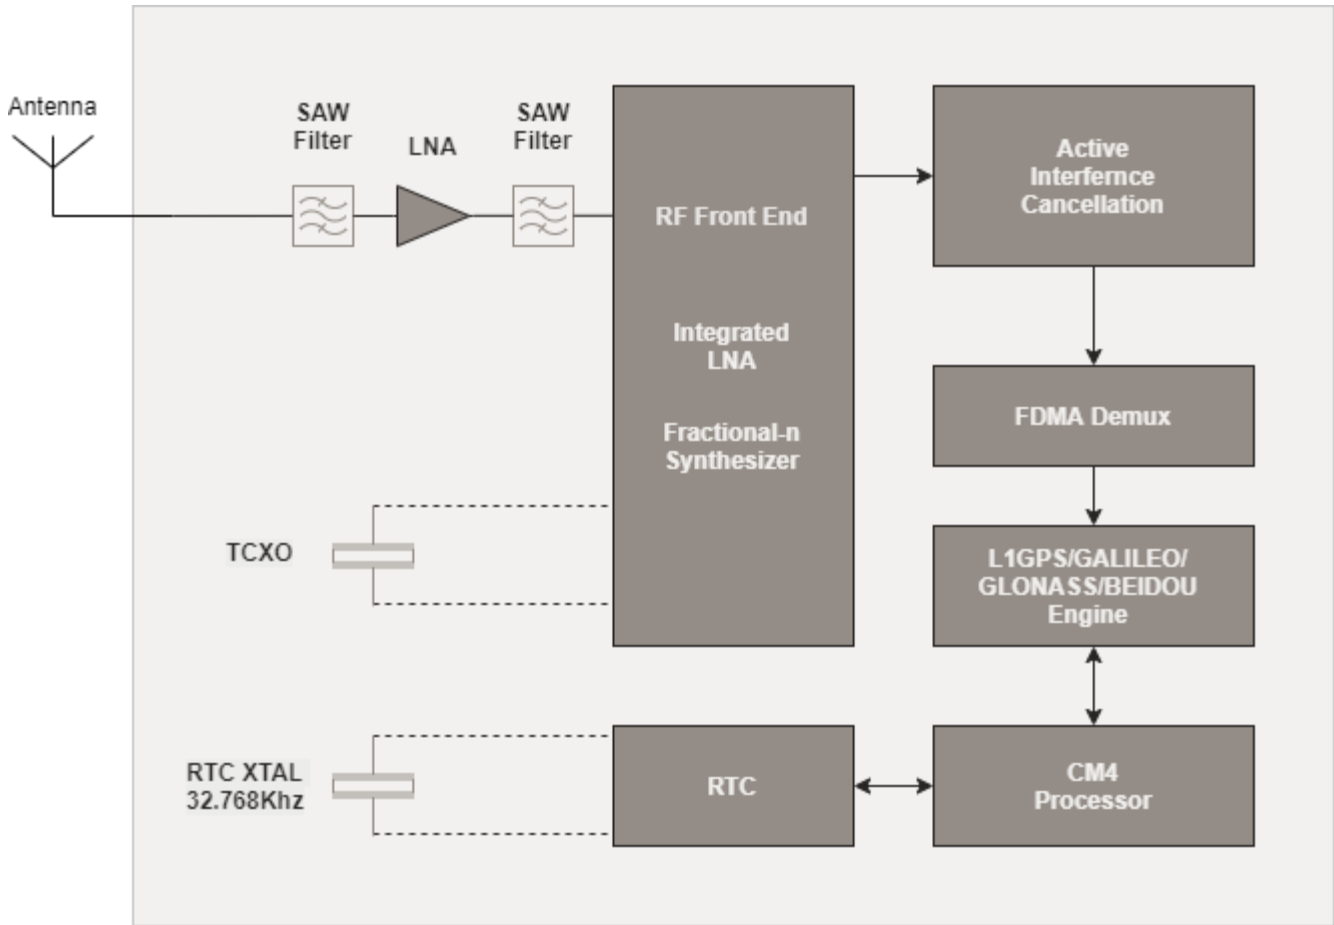 Antenna
SAW
Filter
LNA
SAW
Filter
RF Front End
Integrated
LNA
Fractional-n
Synthesizer
Active
Interfernce
Cancellation
FDMA Demux
TCXO
L1GPS/GALILEO/
GLONASS/BEIDOU
Engine
RTC XTAL
32.768Khz
RTC
CM4
Processor